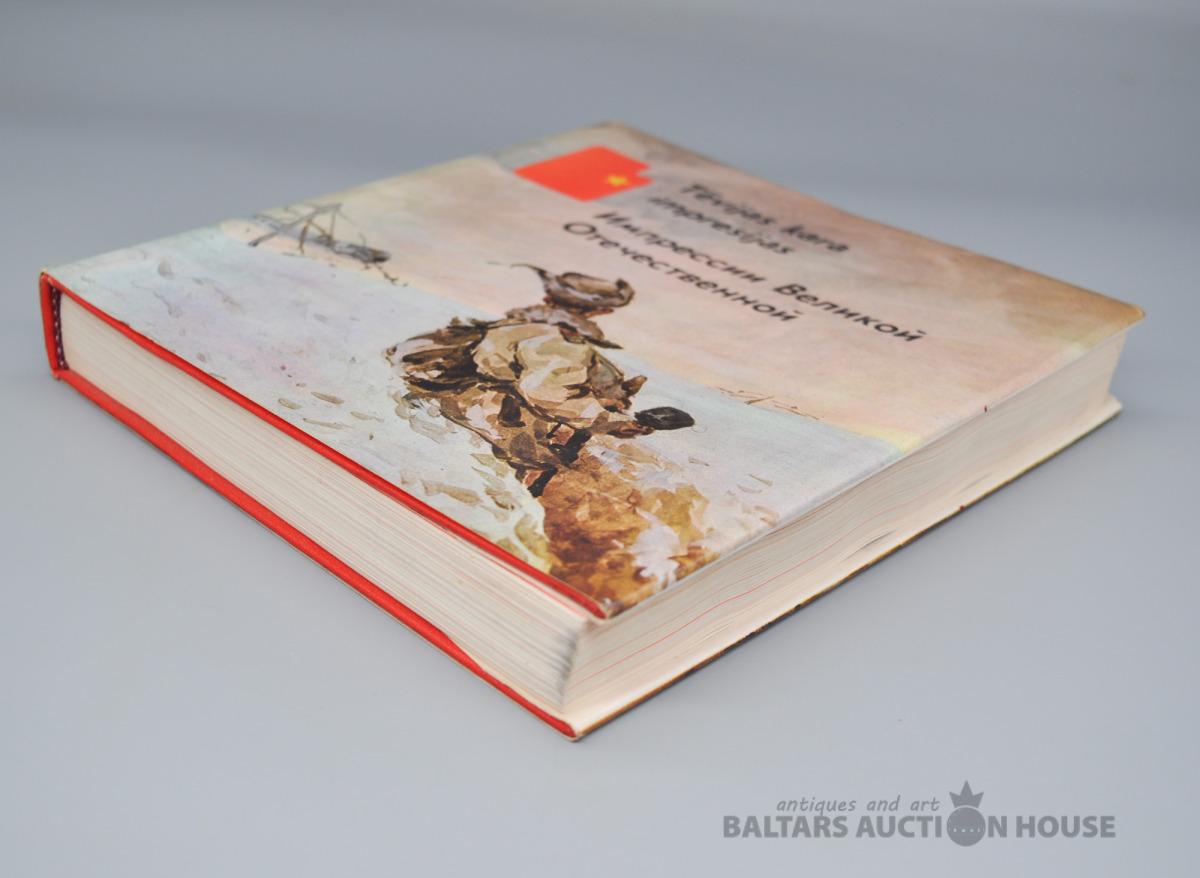 Tēvijas kara
impresijas
Импрессии Великой
Отечественной
antiques and art
BALTARS AUCTION HOUSE